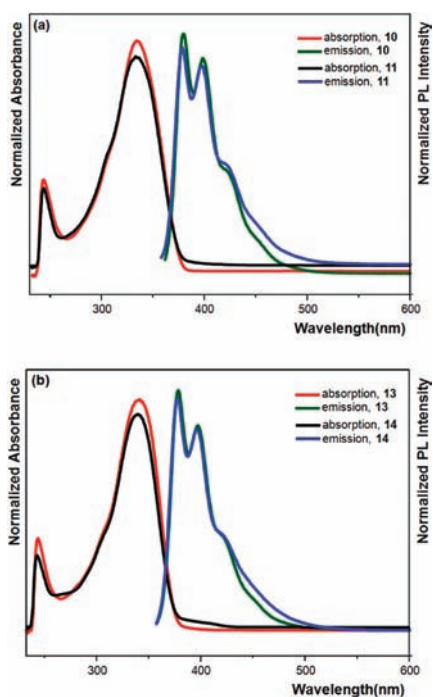 (a)
absorption, 10
emission, 10
absorption, 11
emission, 11
Normalized Absorbance
Normalized PL Intensity
300
400
500
600
Wavelength(nm)
(b)
absorption, 13
emission, 13
absorption, 14
emission, 14
Normalized Absorbance
Normalized PL Intensity
300
400
500
600
Wavelength(nm)